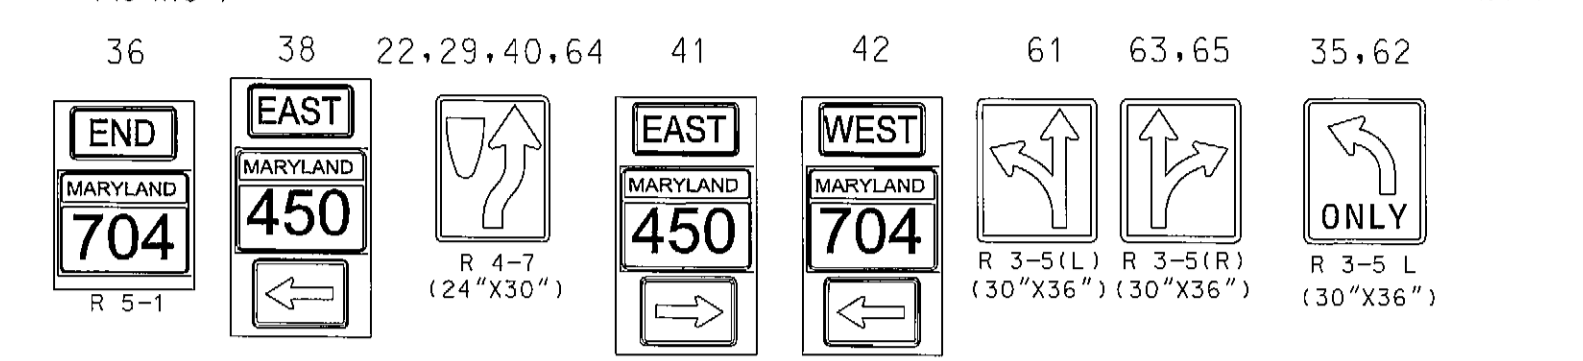 36
END
MARYLAND
704
R 5-1
38
EAST
MARYLAND
450
22,29,40,64
R 4-7
(24"X30")
41
EAST
MARYLAND
450
42
WEST
MARYLAND
704
61
R 3-5(L)
(30"X36")
63,65
R 3-5(R)
(30"X36")
35,62
ONLY
R 3-5 L
(30"X36")